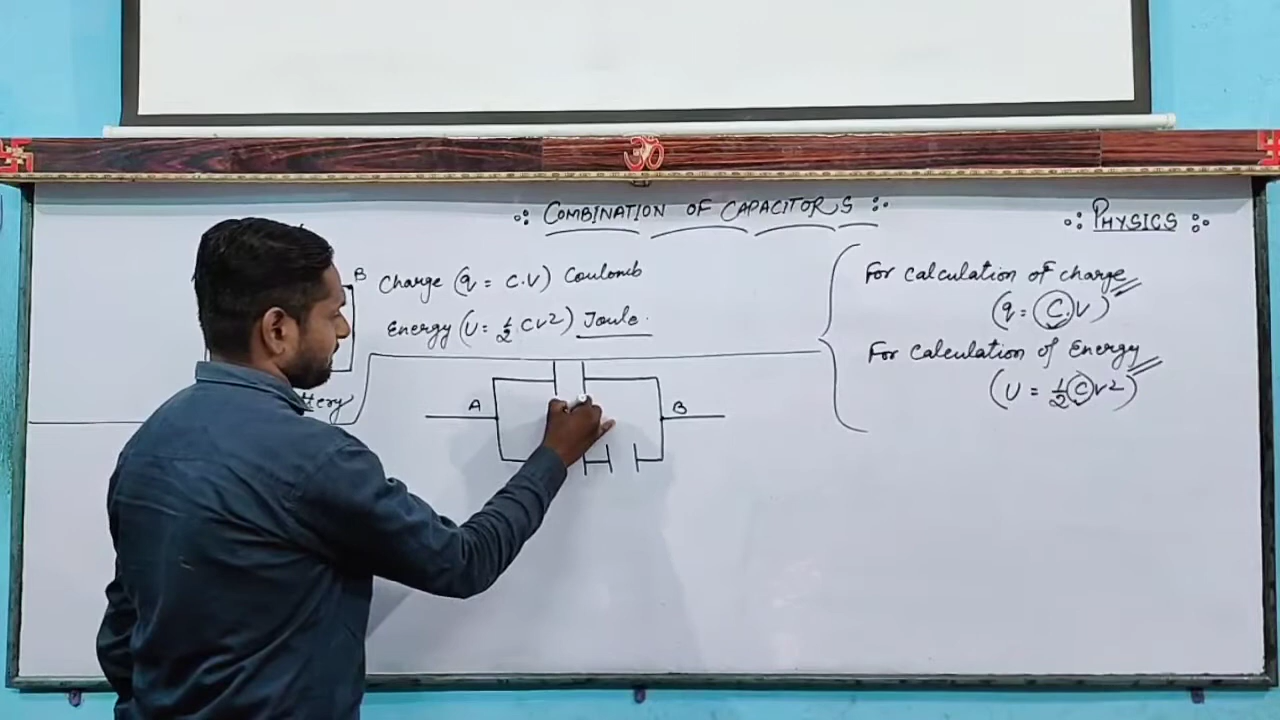 ∴ COMBINATION OF CAPACITORS ∴
∴ PHYSICS ∴
B
Charge (q = C.V) Coulomb
Energy (U = ½ CV²) Joule.
For calculation of charge
(q = C.V)
For calculation of Energy
(U = ½ C V²)
A
B
ॐ